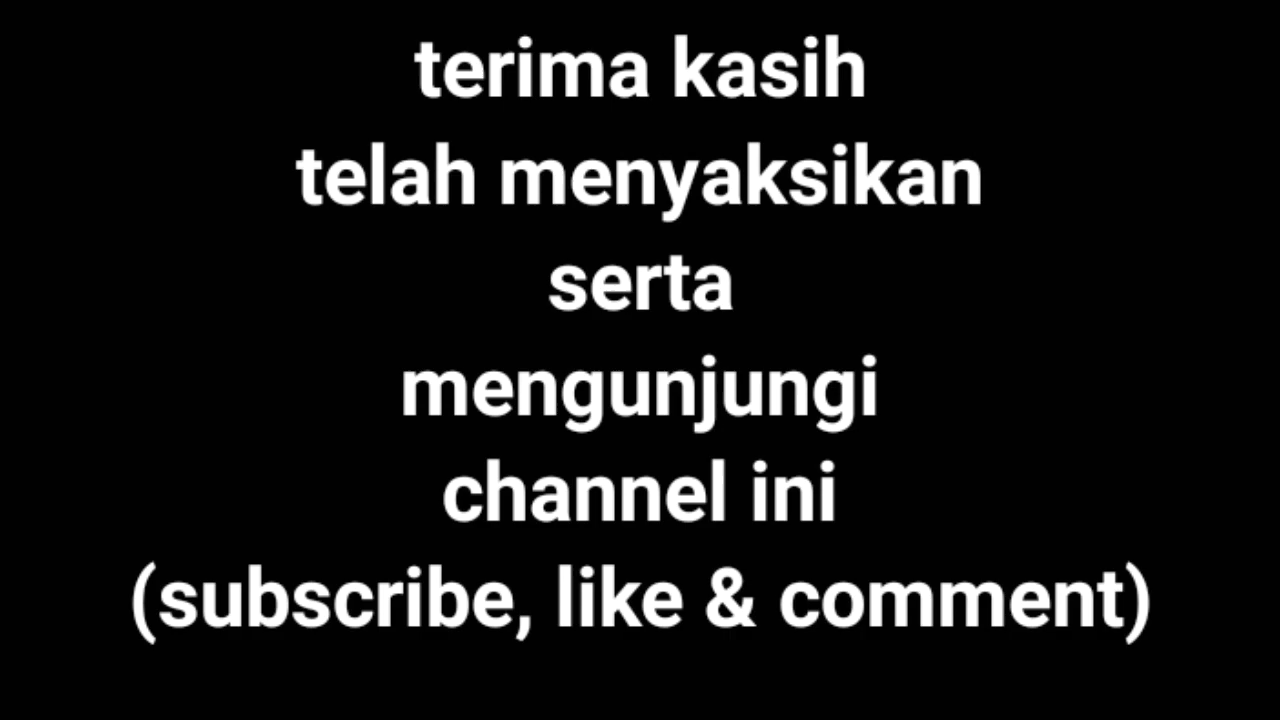 terima kasih
telah menyaksikan
serta
mengunjungi
channel ini
(subscribe, like & comment)